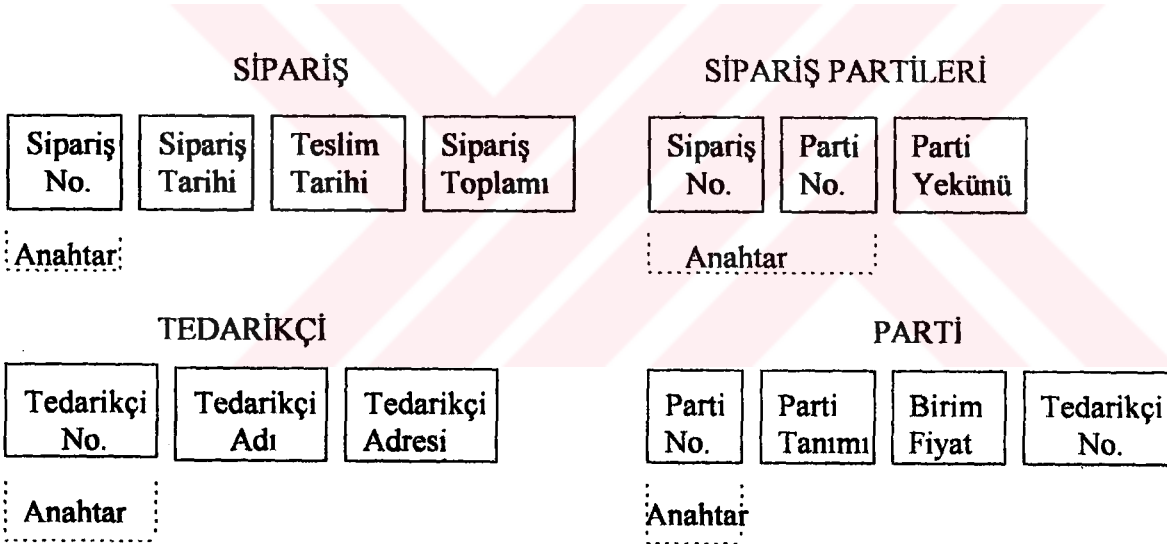 SİPARİŞ
Sipariş No.
Sipariş Tarihi
Teslim Tarihi
Sipariş Toplamı
Anahtar
SİPARİŞ PARTİLERİ
Sipariş No.
Parti No.
Parti Yekünü
Anahtar
TEDARİKÇİ
Tedarikçi No.
Tedarikçi Adı
Tedarikçi Adresi
Anahtar
PARTİ
Parti No.
Parti Tanımı
Birim Fiyat
Tedarikçi No.
Anahtar